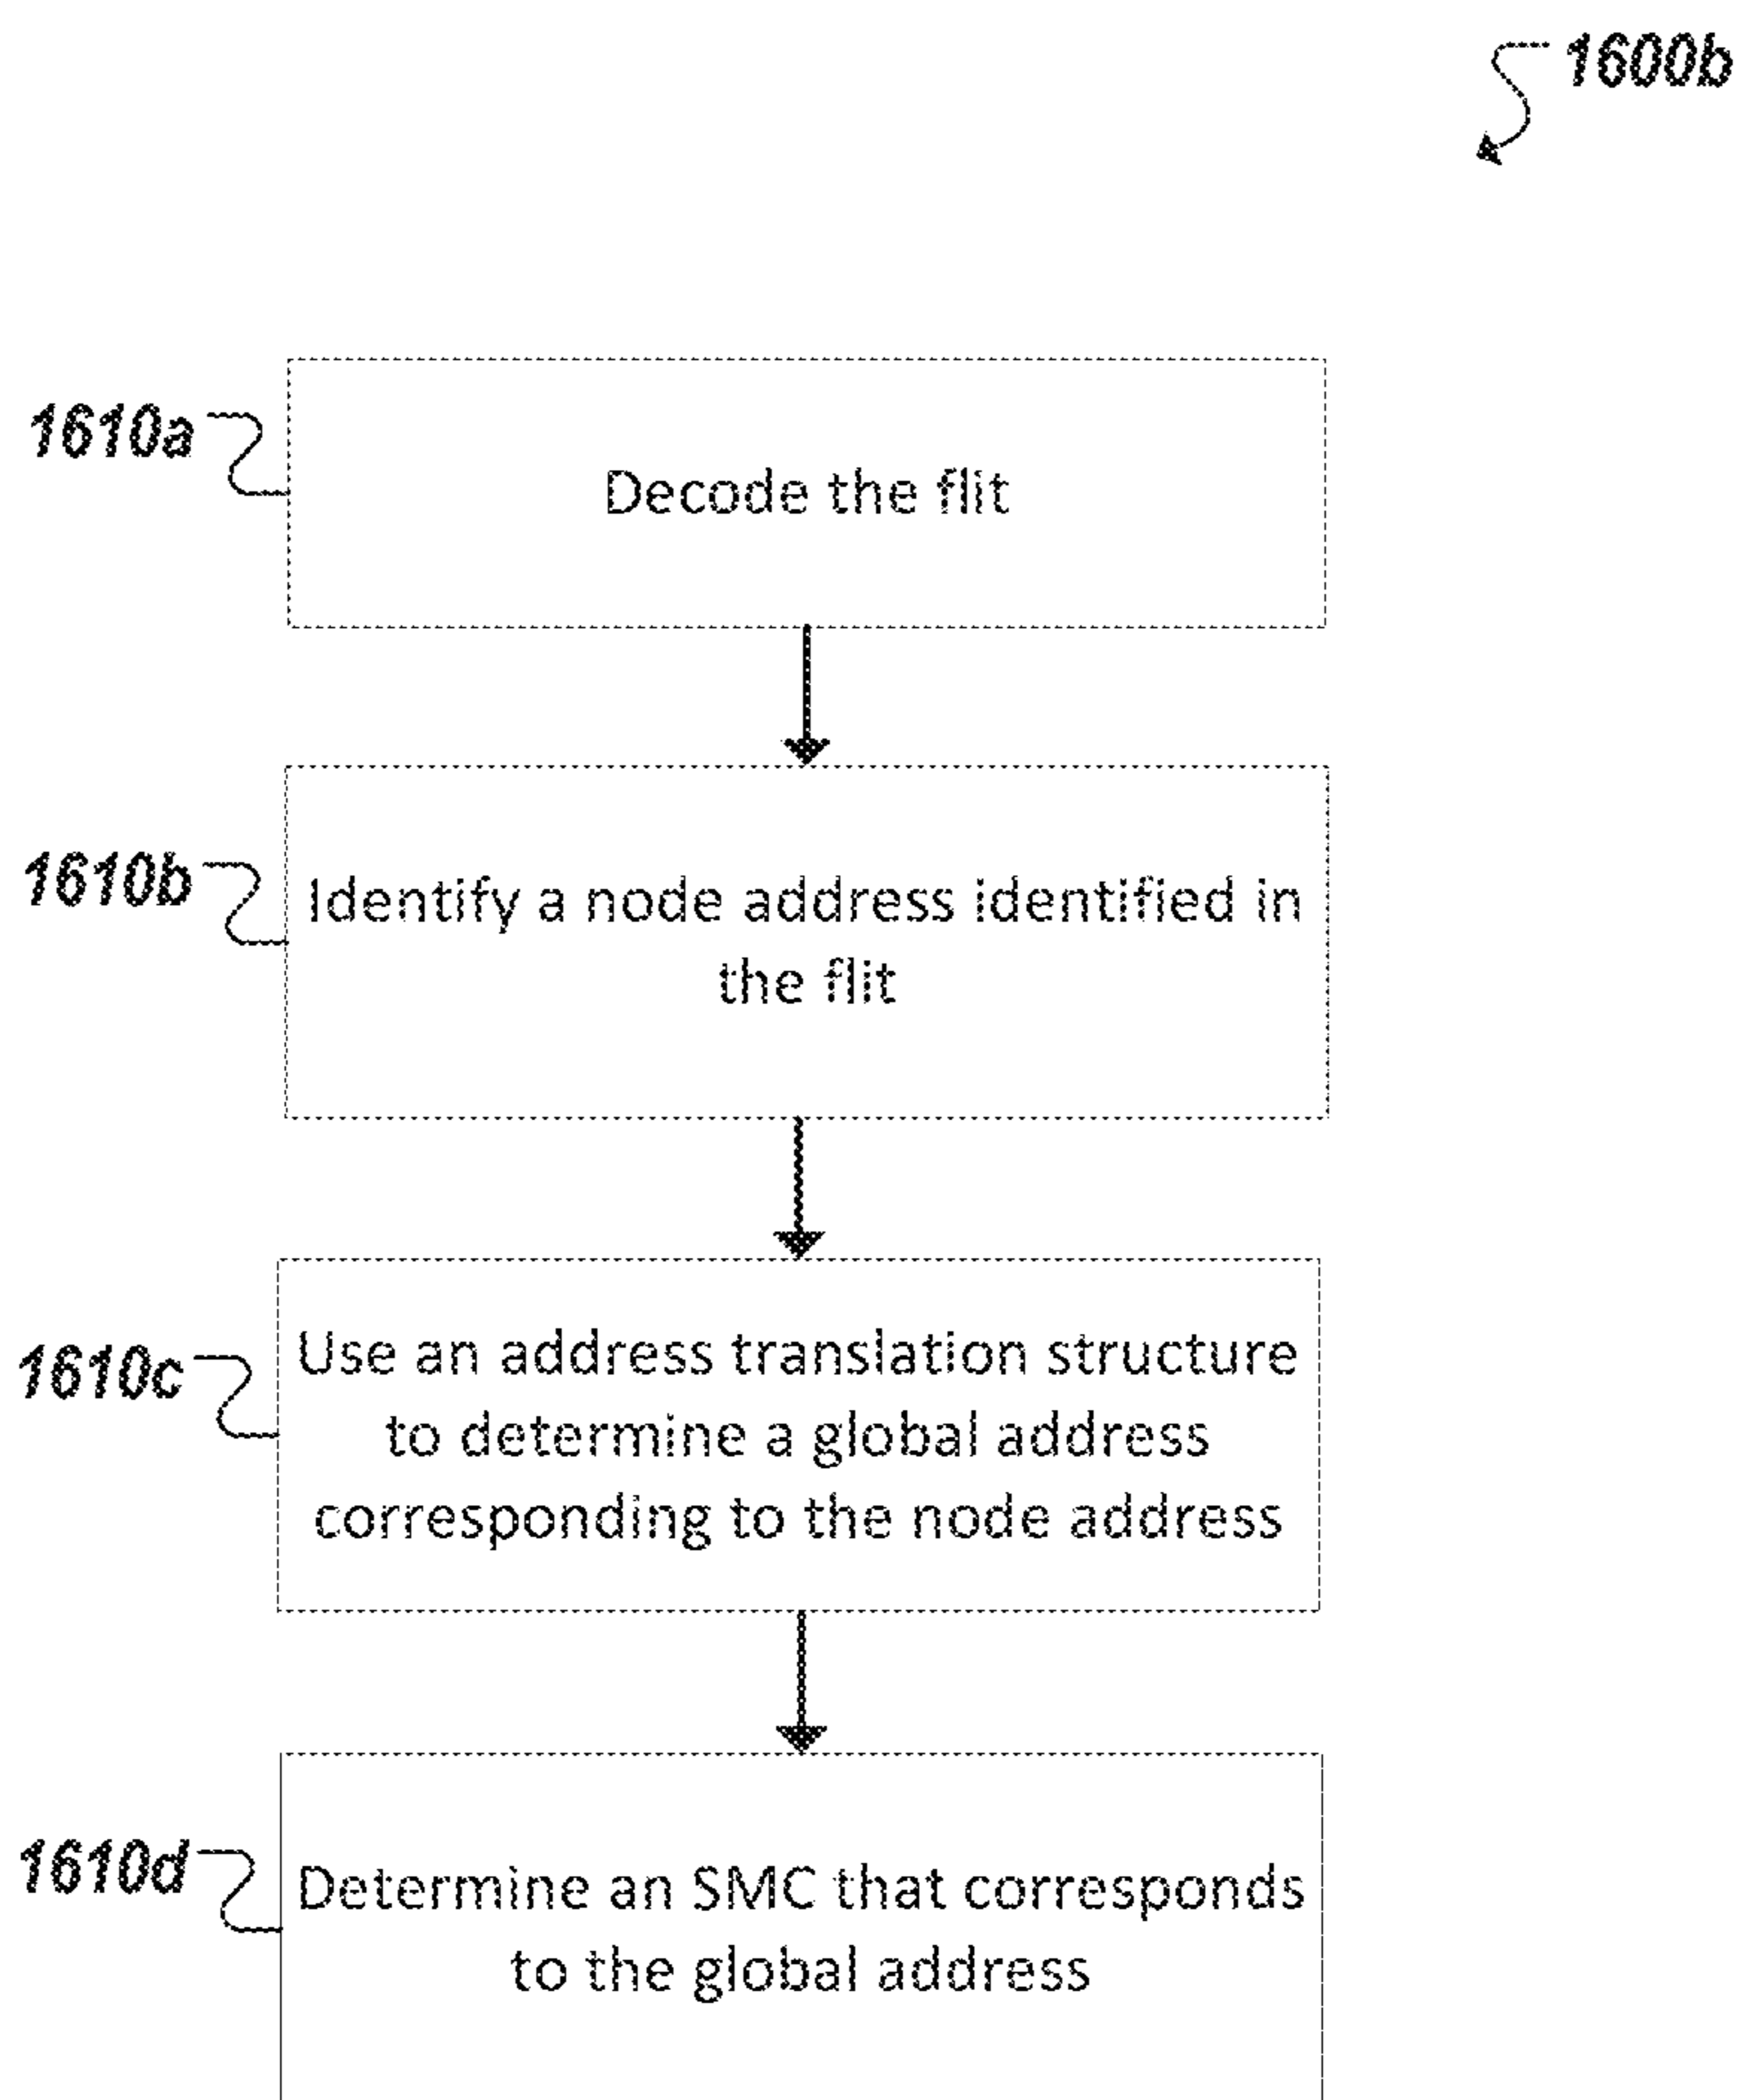 1600b
1610a
Decode the flit
1610b
Identify a node address identified in
the flit
1610c
Use an address translation structure
to determine a global address
corresponding to the node address
1610d
Determine an SMC that corresponds
to the global address